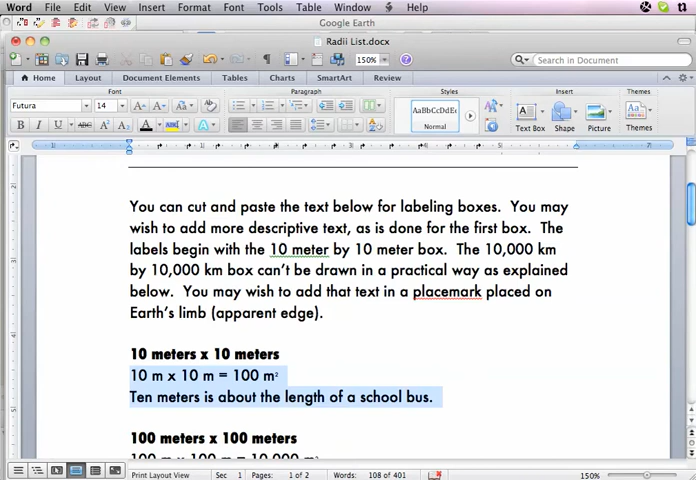 Word File Edit View Insert Format Font Tools Table Window Help
Google Earth
Radii List.docx
150%
Search in Document
Home Layout Document Elements Tables Charts SmartArt Review
Font Paragraph Styles Insert Themes
Futura 14
AaBbCcDdEe
Normal
Text Box Shape Picture Themes
You can cut and paste the text below for labeling boxes. You may
wish to add more descriptive text, as is done for the first box. The
labels begin with the 10 meter by 10 meter box. The 10,000 km
by 10,000 km box can't be drawn in a practical way as explained
below. You may wish to add that text in a placemark placed on
Earth's limb (apparent edge).
10 meters x 10 meters
10 m x 10 m = 100 m²
Ten meters is about the length of a school bus.
100 meters x 100 meters
100 m x 100 m = 10,000 m²
Print Layout View Sec 1 Pages: 1 of 2 Words: 108 of 401 150%